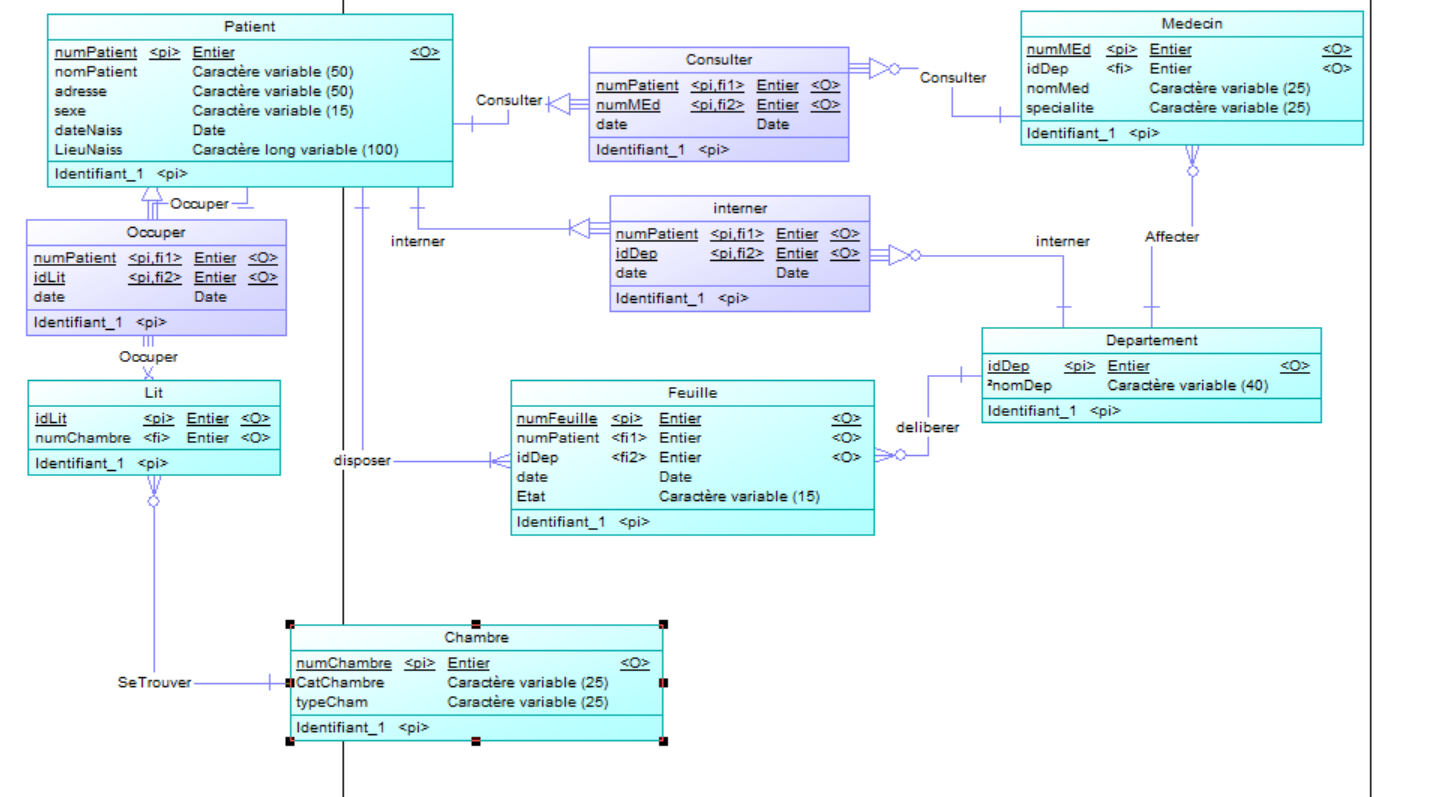 Patient
numPatient <pi> Entier <O>
nomPatient Caractère variable (50)
adresse Caractère variable (50)
sexe Caractère variable (15)
dateNaiss Date
LieuNaiss Caractère long variable (100)
Identifiant_1 <pi>
Medecin
numMEd <pi> Entier <O>
idDep <fi> Entier <O>
nomMed Caractère variable (25)
specialite Caractère variable (25)
Identifiant_1 <pi>
Consulter
numPatient <pi,fi1> Entier <O>
numMEd <pi,fi2> Entier <O>
date Date
Identifiant_1 <pi>
Consulter
Consulter
Occuper
Occuper
numPatient <pi,fi1> Entier <O>
idLit <pi,fi2> Entier <O>
date Date
Identifiant_1 <pi>
Occuper
interner
numPatient <pi,fi1> Entier <O>
idDep <pi,fi2> Entier <O>
date Date
Identifiant_1 <pi>
interner
interner
Affecter
Departement
idDep <pi> Entier <O>
²nomDep Caractère variable (40)
Identifiant_1 <pi>
Lit
idLit <pi> Entier <O>
numChambre <fi> Entier <O>
Identifiant_1 <pi>
Feuille
numFeuille <pi> Entier <O>
numPatient <fi1> Entier <O>
idDep <fi2> Entier <O>
date Date
Etat Caractère variable (15)
Identifiant_1 <pi>
deliberer
disposer
Chambre
numChambre <pi> Entier <O>
CatChambre Caractère variable (25)
typeCham Caractère variable (25)
Identifiant_1 <pi>
SeTrouver